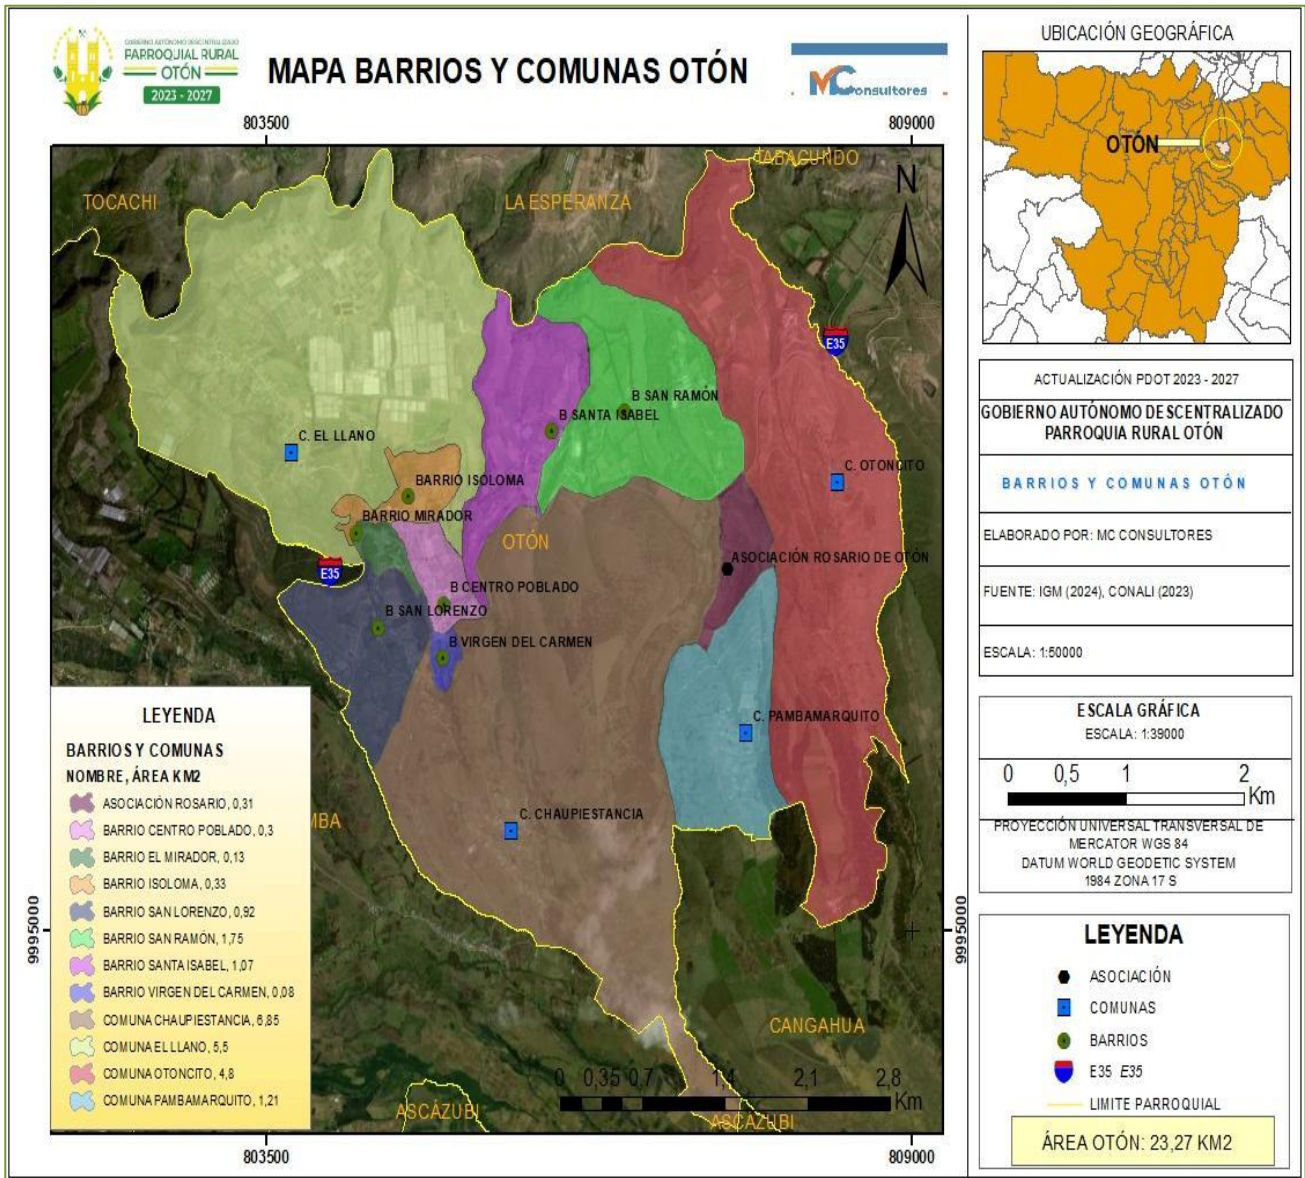 GOBIERNO AUTÓNOMO DESCENTRALIZADO
PARROQUIAL RURAL
OTÓN
2023 - 2027
MAPA BARRIOS Y COMUNAS OTÓN
MC onsultores
803500
809000
TOCACHI
LA ESPERANZA
TABACUNDO
N
E35
B SAN RAMÓN
B SANTA ISABEL
C. EL LLANO
C. OTONCITO
BARRIO ISOLOMA
BARRIO MIRADOR
OTÓN
ASOCIACIÓN ROSARIO DE OTÓN
E35
B CENTRO POBLADO
B SAN LORENZO
B VIRGEN DEL CARMEN
C. PAMBAMARQUITO
C. CHAUPIESTANCIA
MBA
CANGAHUA
ASCÁZUBI
ASCÁZUBI
0 0,35 0,7 1,4 2,1 2,8
Km
9995000
9995000
803500
809000
LEYENDA
BARRIOS Y COMUNAS
NOMBRE, ÁREA KM2
ASOCIACIÓN ROSARIO, 0,31
BARRIO CENTRO POBLADO, 0,3
BARRIO EL MIRADOR, 0,13
BARRIO ISOLOMA, 0,33
BARRIO SAN LORENZO, 0,92
BARRIO SAN RAMÓN, 1,75
BARRIO SANTA ISABEL, 1,07
BARRIO VIRGEN DEL CARMEN, 0,08
COMUNA CHAUPIESTANCIA, 6,85
COMUNA EL LLANO, 5,5
COMUNA OTONCITO, 4,8
COMUNA PAMBAMARQUITO, 1,21
UBICACIÓN GEOGRÁFICA
OTÓN
ACTUALIZACIÓN PDOT 2023 - 2027
GOBIERNO AUTÓNOMO DESCENTRALIZADO
PARROQUIA RURAL OTÓN
BARRIOS Y COMUNAS OTÓN
ELABORADO POR: MC CONSULTORES
FUENTE: IGM (2024), CONALI (2023)
ESCALA: 1:50000
ESCALA GRÁFICA
ESCALA: 1:39000
0 0,5 1 2
Km
PROYECCIÓN UNIVERSAL TRANSVERSAL DE
MERCATOR WGS 84
DATUM WORLD GEODETIC SYSTEM
1984 ZONA 17 S
LEYENDA
ASOCIACIÓN
COMUNAS
BARRIOS
E35 E35
LIMITE PARROQUIAL
ÁREA OTÓN: 23,27 KM2